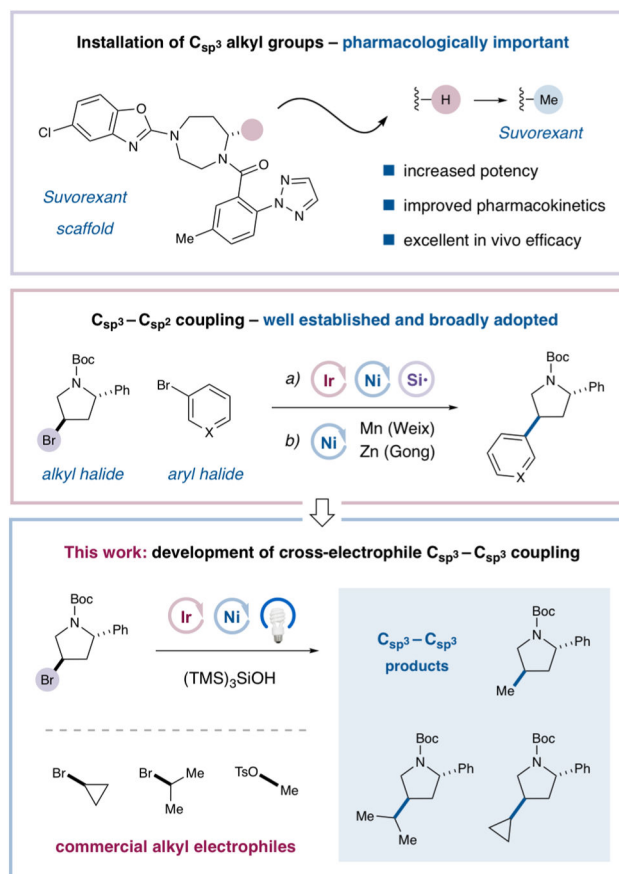 Installation of Csp3 alkyl groups – pharmacologically important
Cl
O
N
N
N
O
N
N
N
Me
Suvorexant
scaffold
H
Me
Suvorexant
increased potency
improved pharmacokinetics
excellent in vivo efficacy
Csp3–Csp2 coupling – well established and broadly adopted
Boc
N
Ph
Br
alkyl halide
Br
X
aryl halide
a) Ir Ni Si•
b) Ni Mn (Weix)
Zn (Gong)
Boc
N
Ph
X
This work: development of cross-electrophile Csp3–Csp3 coupling
Boc
N
Ph
Br
Ir Ni
(TMS)3SiOH
Csp3–Csp3
products
Boc
N
Ph
Me
Br
Br
Me
Me
TsO
Me
commercial alkyl electrophiles
Boc
N
Ph
Me
Me
Boc
N
Ph